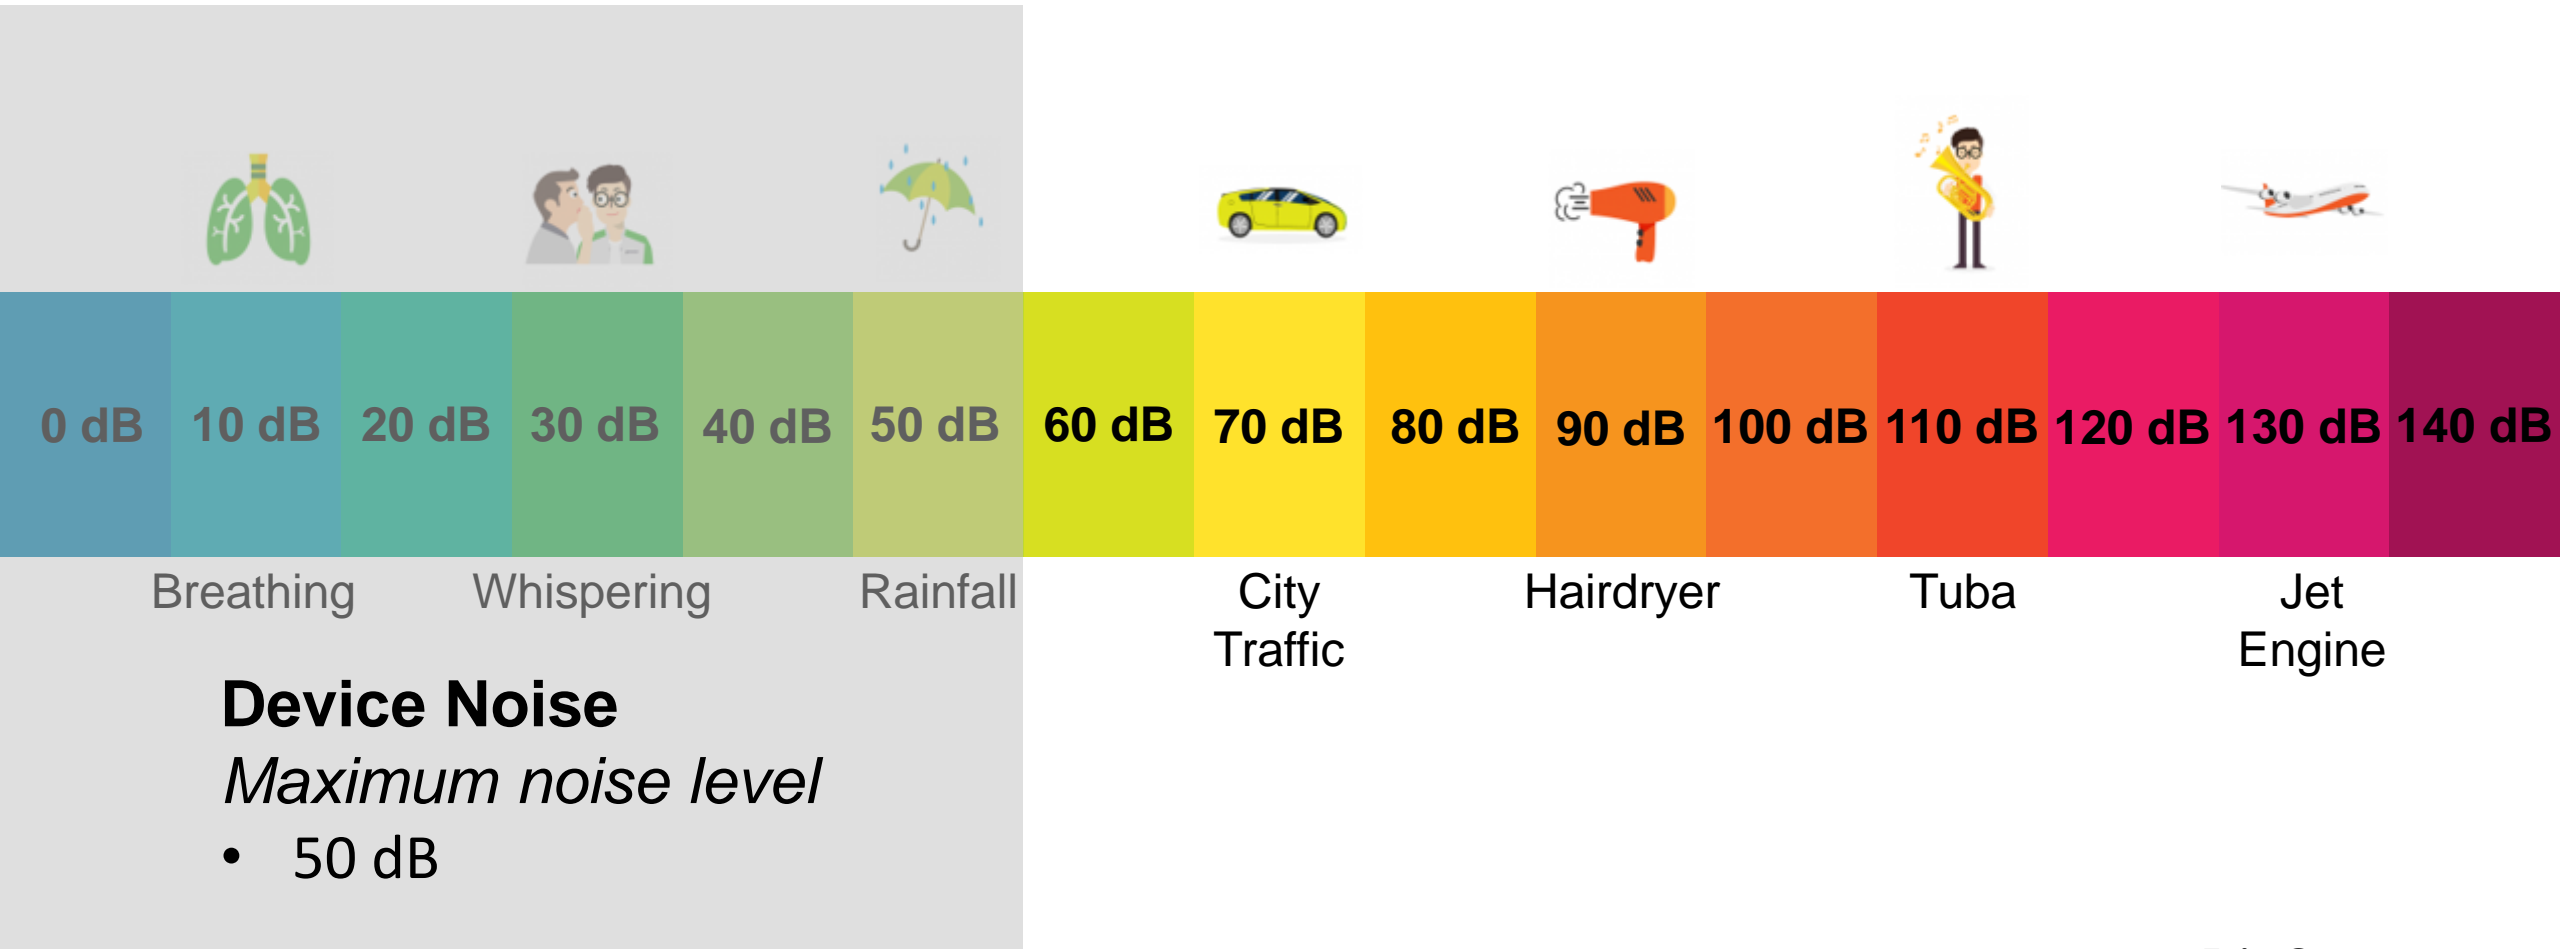 0 dB 10 dB 20 dB 30 dB 40 dB 50 dB 60 dB 70 dB 80 dB 90 dB 100 dB 110 dB 120 dB 130 dB 140 dB
Breathing Whispering Rainfall City Hairdryer Tuba Jet
Traffic Engine
Device Noise
Maximum noise level
• 50 dB